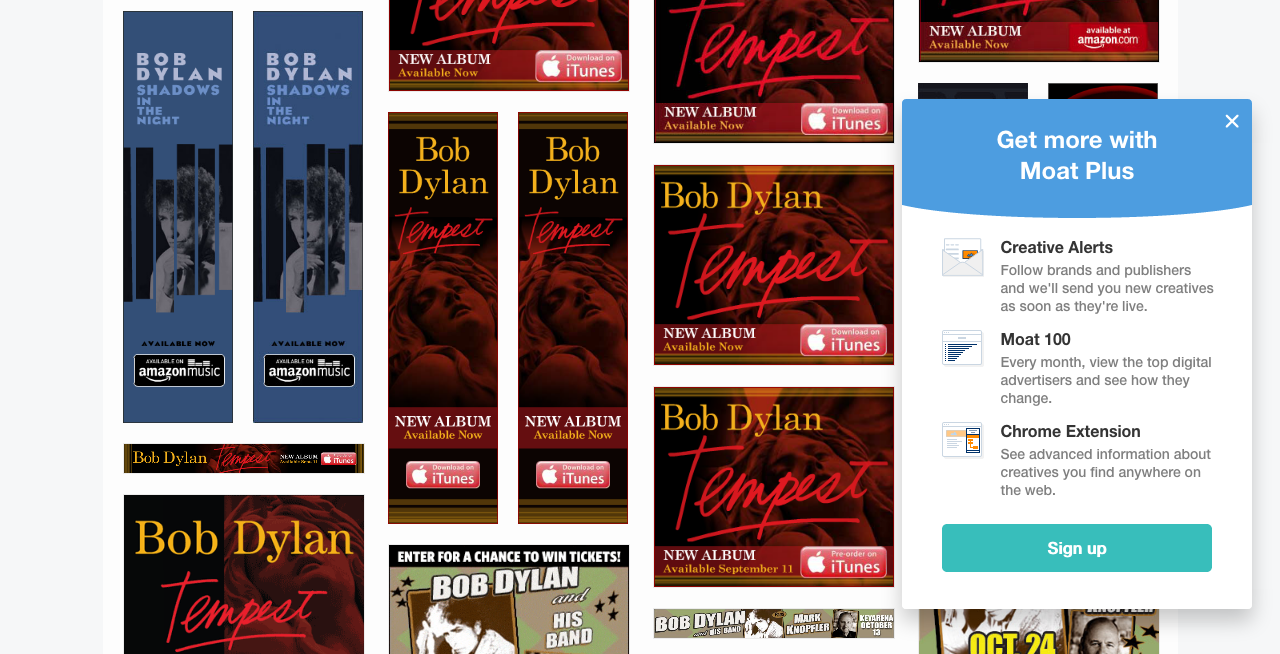 BOB
DYLAN
SHADOWS
IN
THE
NIGHT
AVAILABLE NOW
AVAILABLE ON
amazonmusic
BOB
DYLAN
SHADOWS
IN
THE
NIGHT
AVAILABLE NOW
AVAILABLE ON
amazonmusic
Bob Dylan Tempest NEW ALBUM
Available Sept. 11
iTunes
Bob Dylan
Tempest
Tempest
NEW ALBUM
Available Now
Download on
iTunes
Bob
Dylan
Tempest
NEW ALBUM
Available Now
Download on
iTunes
Bob
Dylan
Tempest
NEW ALBUM
Available Now
Download on
iTunes
ENTER FOR A CHANCE TO WIN TICKETS!
BOB DYLAN
and
HIS
BAND
Tempest
NEW ALBUM
Available Now
Download on
iTunes
Bob Dylan
Tempest
NEW ALBUM
Available Now
Download on
iTunes
Bob Dylan
Tempest
NEW ALBUM
Available September 11
Pre-order on
iTunes
BOB DYLAN
and HIS BAND
MARK
KNOPFLER
KEYARENA
OCTOBER
13
Tempest
NEW ALBUM
Available Now
available at
amazon.com
Get more with
Moat Plus
Creative Alerts
Follow brands and publishers
and we'll send you new creatives
as soon as they're live.
Moat 100
Every month, view the top digital
advertisers and see how they
change.
Chrome Extension
See advanced information about
creatives you find anywhere on
the web.
Sign up
KNOPFLER
OCT 24